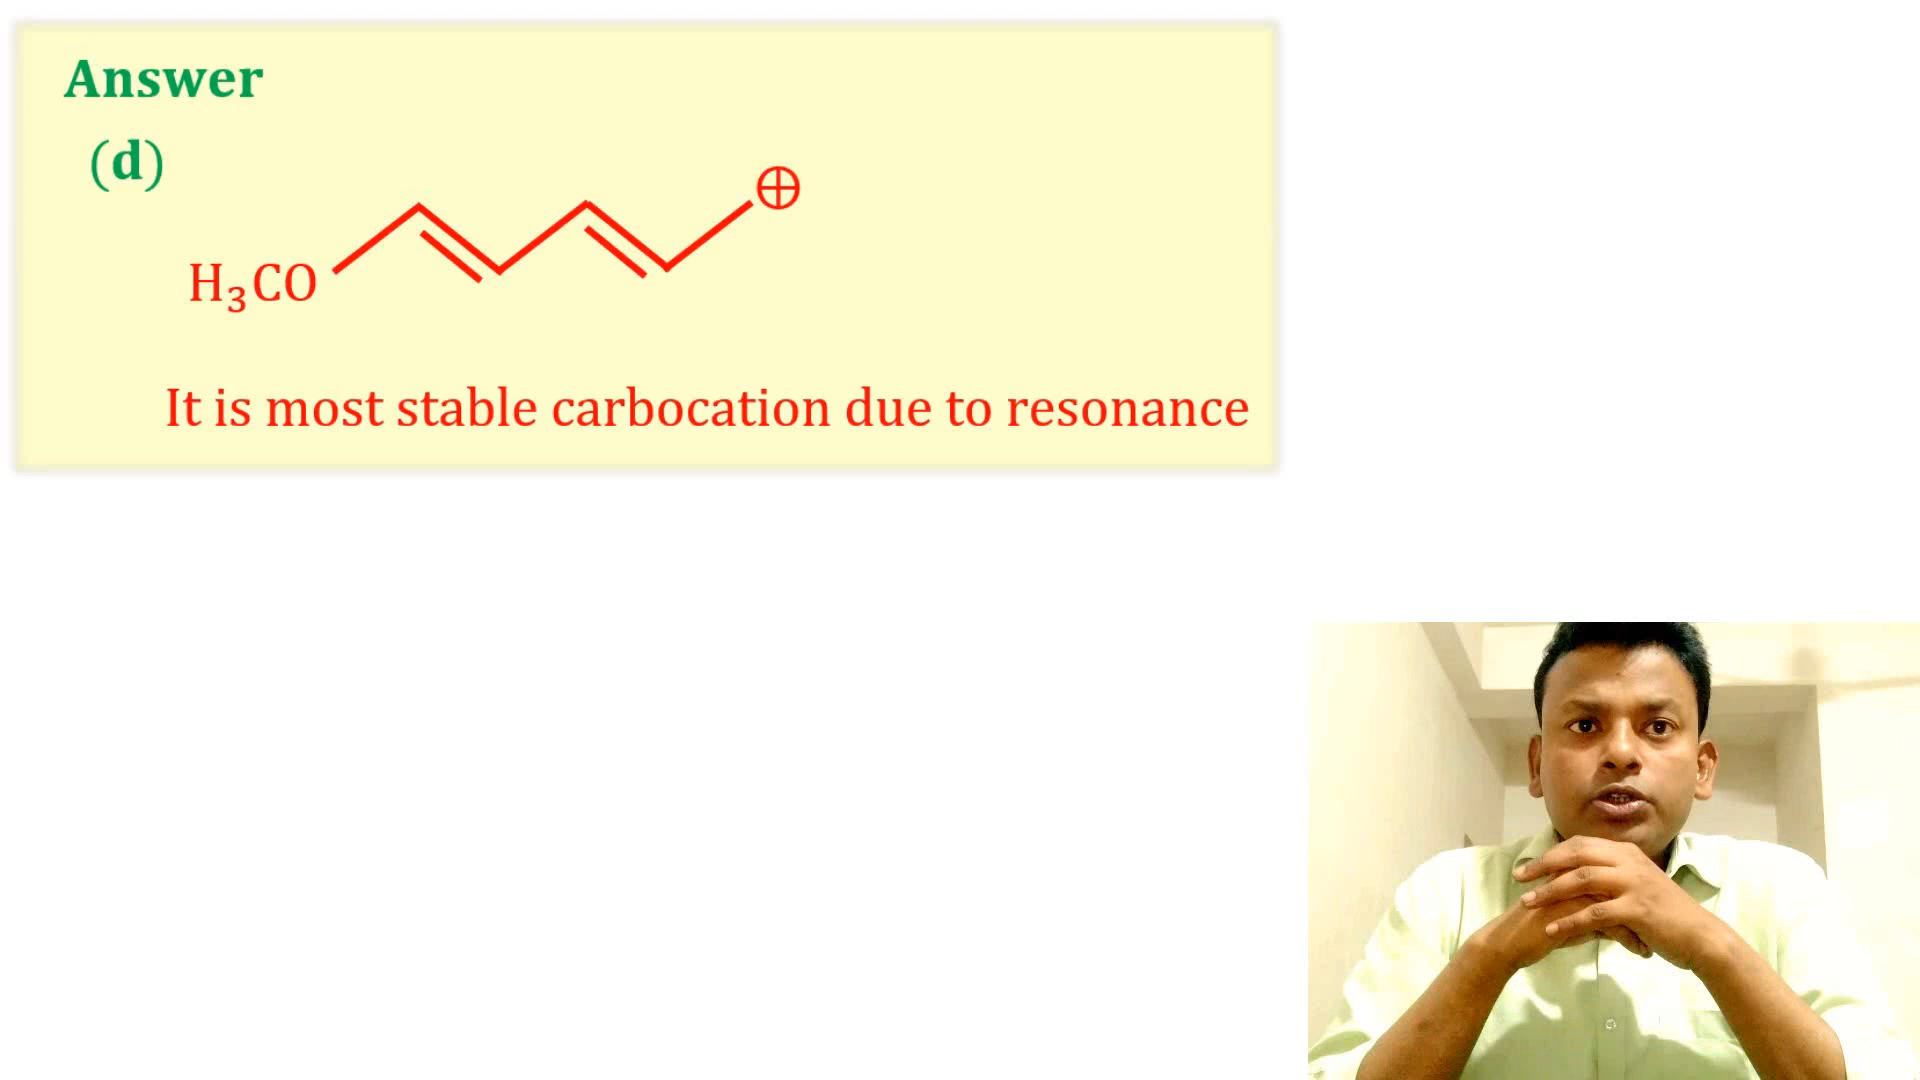 Answer
(d)
H₃CO
⊕
It is most stable carbocation due to resonance